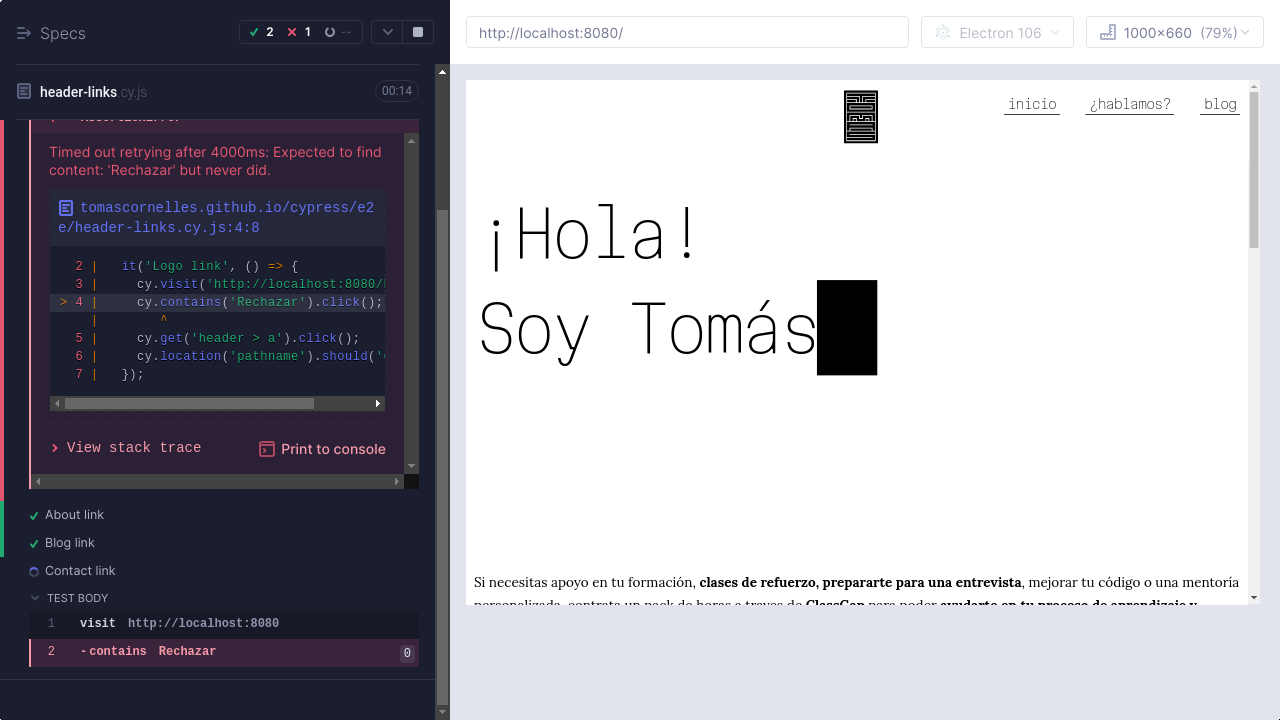 Specs
2
1
--
header-links.cy.js
00:14
Timed out retrying after 4000ms: Expected to find
content: 'Rechazar' but never did.
tomascornelles.github.io/cypress/e2
e/header-links.cy.js:4:8
2 | it('Logo link', () => {
3 | cy.visit('http://localhost:8080/
> 4 | cy.contains('Rechazar').click();
| ^
5 | cy.get('header > a').click();
6 | cy.location('pathname').should('
7 | });
View stack trace
Print to console
About link
Blog link
Contact link
TEST BODY
1 visit http://localhost:8080
2 -contains Rechazar 0
http://localhost:8080/
Electron 106
1000×660 (79%)
inicio
¿hablamos?
blog
¡Hola!
Soy Tomás
Si necesitas apoyo en tu formación, clases de refuerzo, prepararte para una entrevista, mejorar tu código o una mentoría